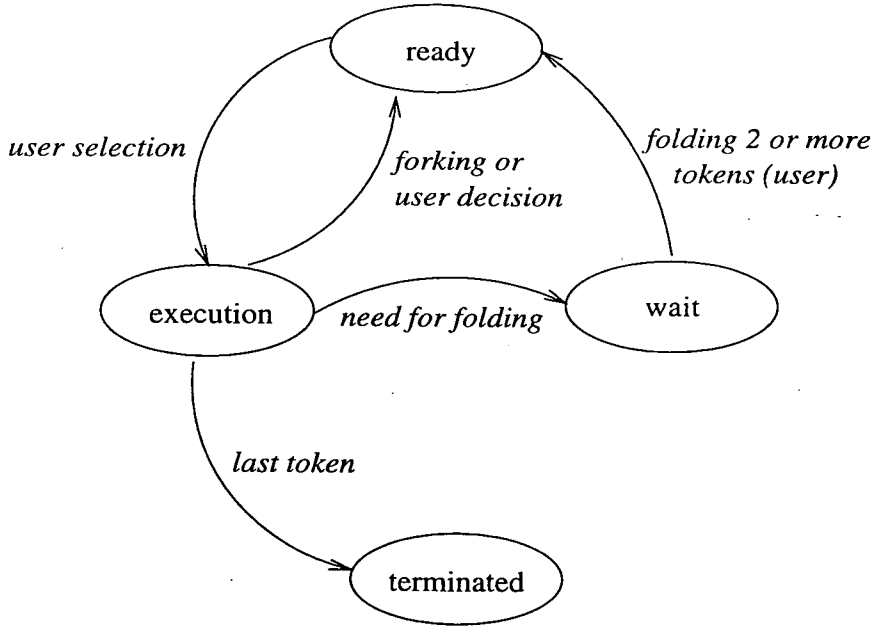 ready
user selection
forking or
user decision
folding 2 or more
tokens (user)
execution
need for folding
wait
last token
terminated